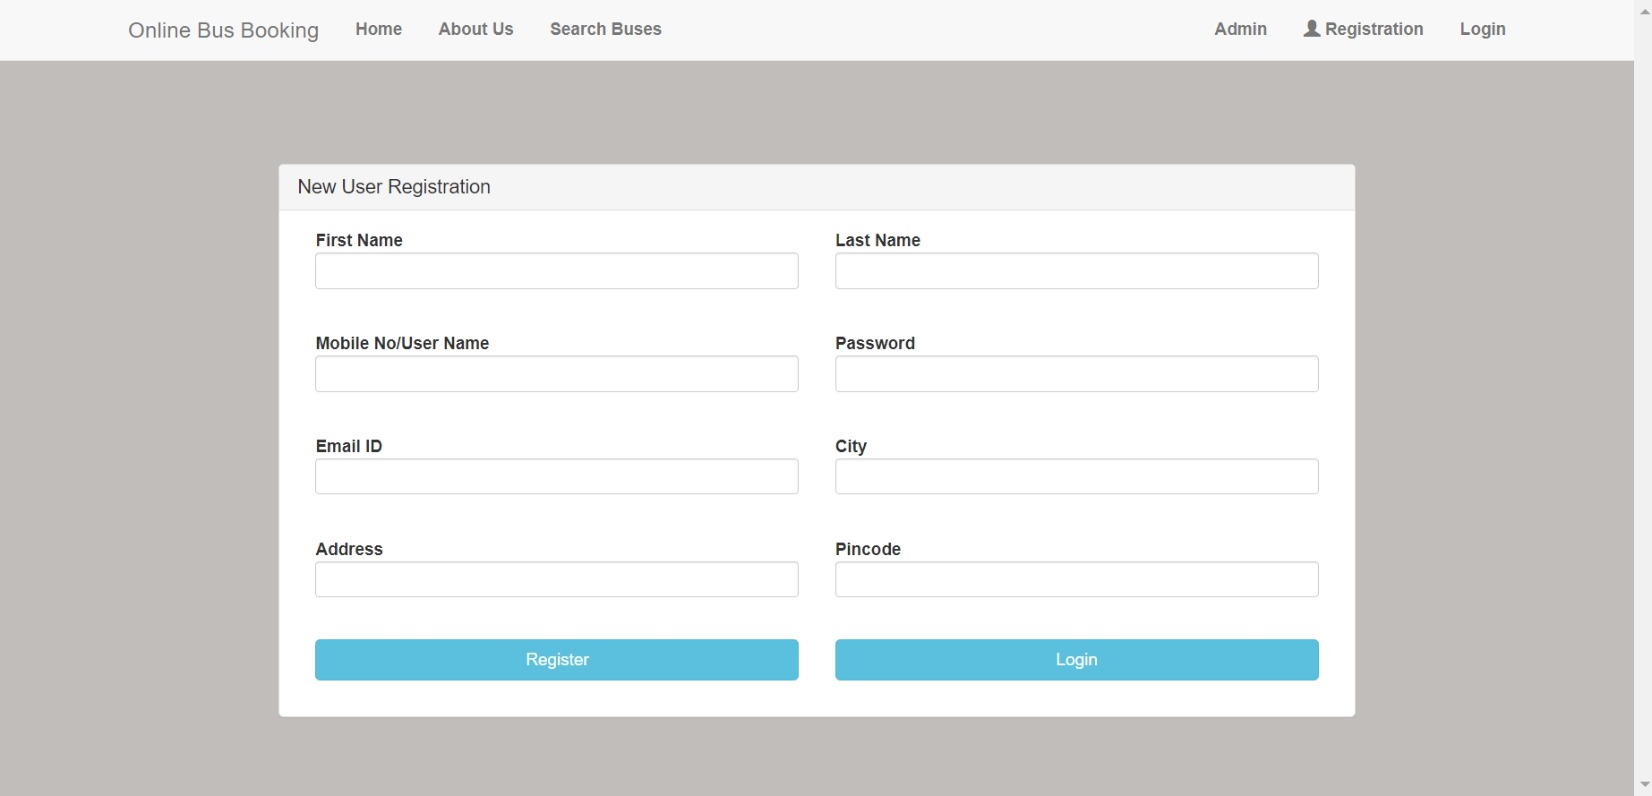 Online Bus Booking Home About Us Search Buses Admin Registration Login
New User Registration
First Name Last Name
Mobile No/User Name Password
Email ID City
Address Pincode
Register Login